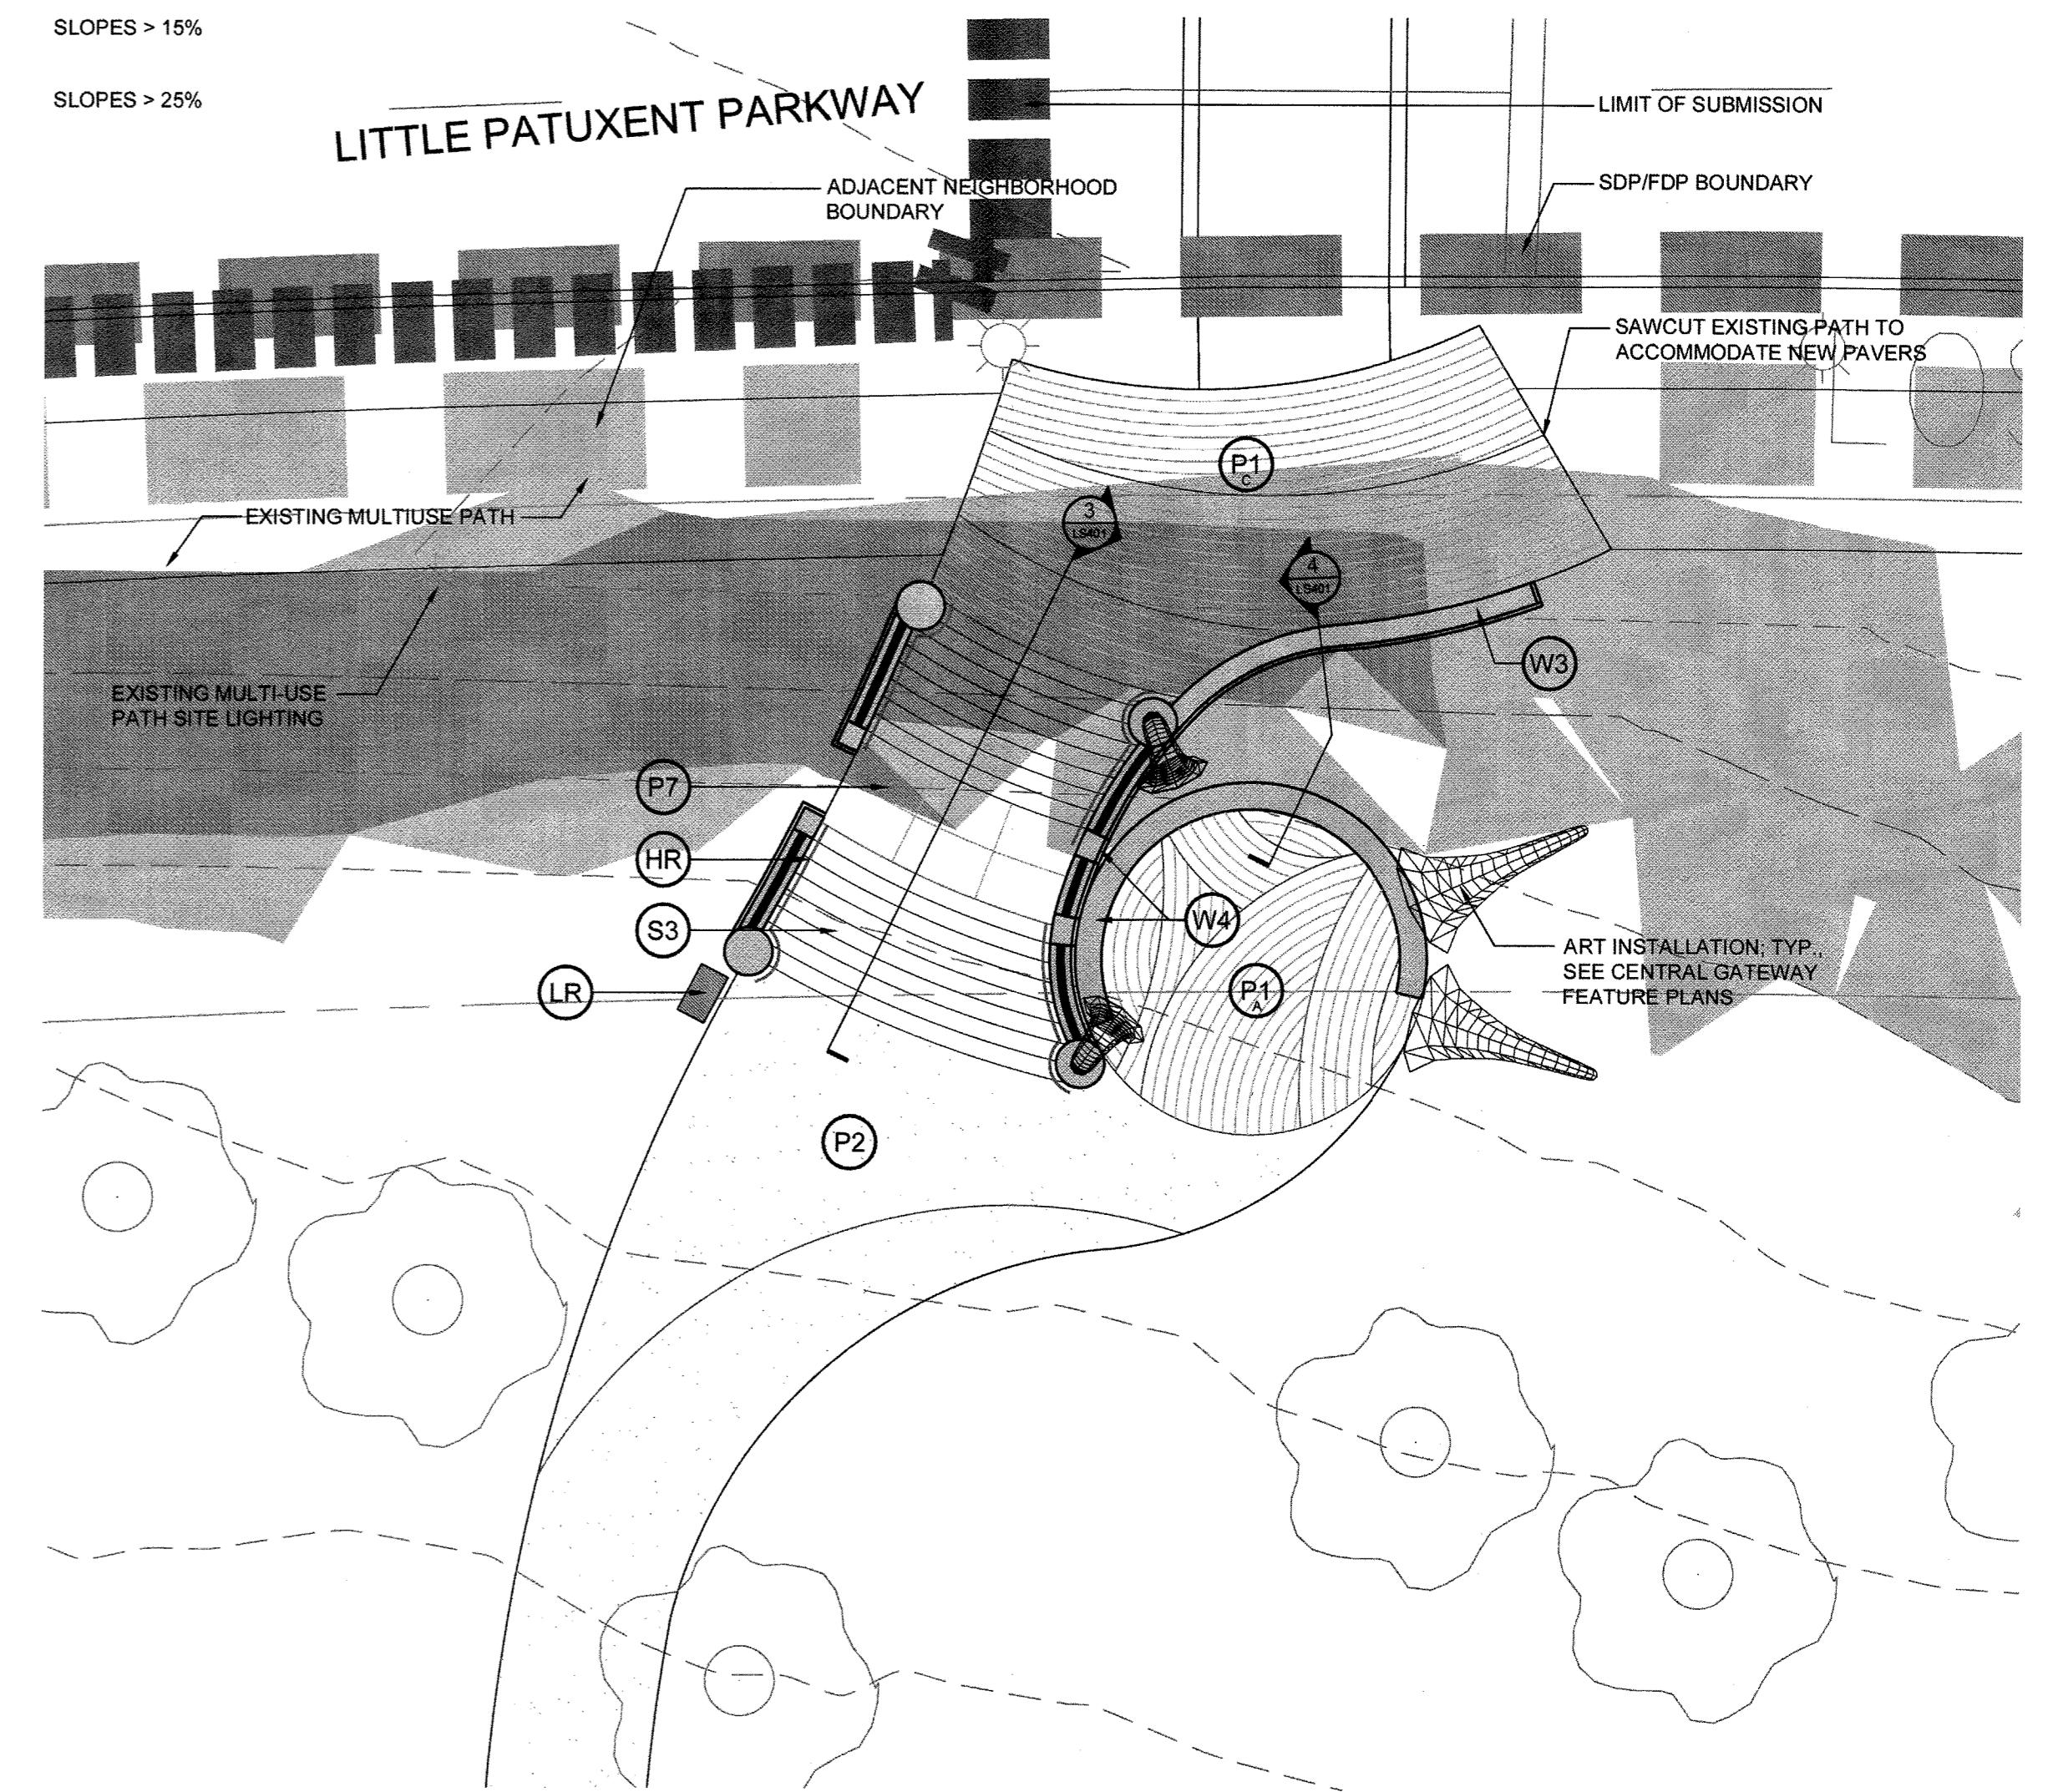 SLOPES > 15%
SLOPES > 25%
LITTLE PATUXENT PARKWAY
LIMIT OF SUBMISSION
ADJACENT NEIGHBORHOOD
BOUNDARY
SDP/FDP BOUNDARY
SAWCUT EXISTING PATH TO
ACCOMMODATE NEW PAVERS
P1
C
EXISTING MULTIUSE PATH
3
LS401
4
LS401
W3
EXISTING MULTI-USE
PATH SITE LIGHTING
P7
HR
S3
W4
LR
P1
A
ART INSTALLATION; TYP.,
SEE CENTRAL GATEWAY
FEATURE PLANS
P2